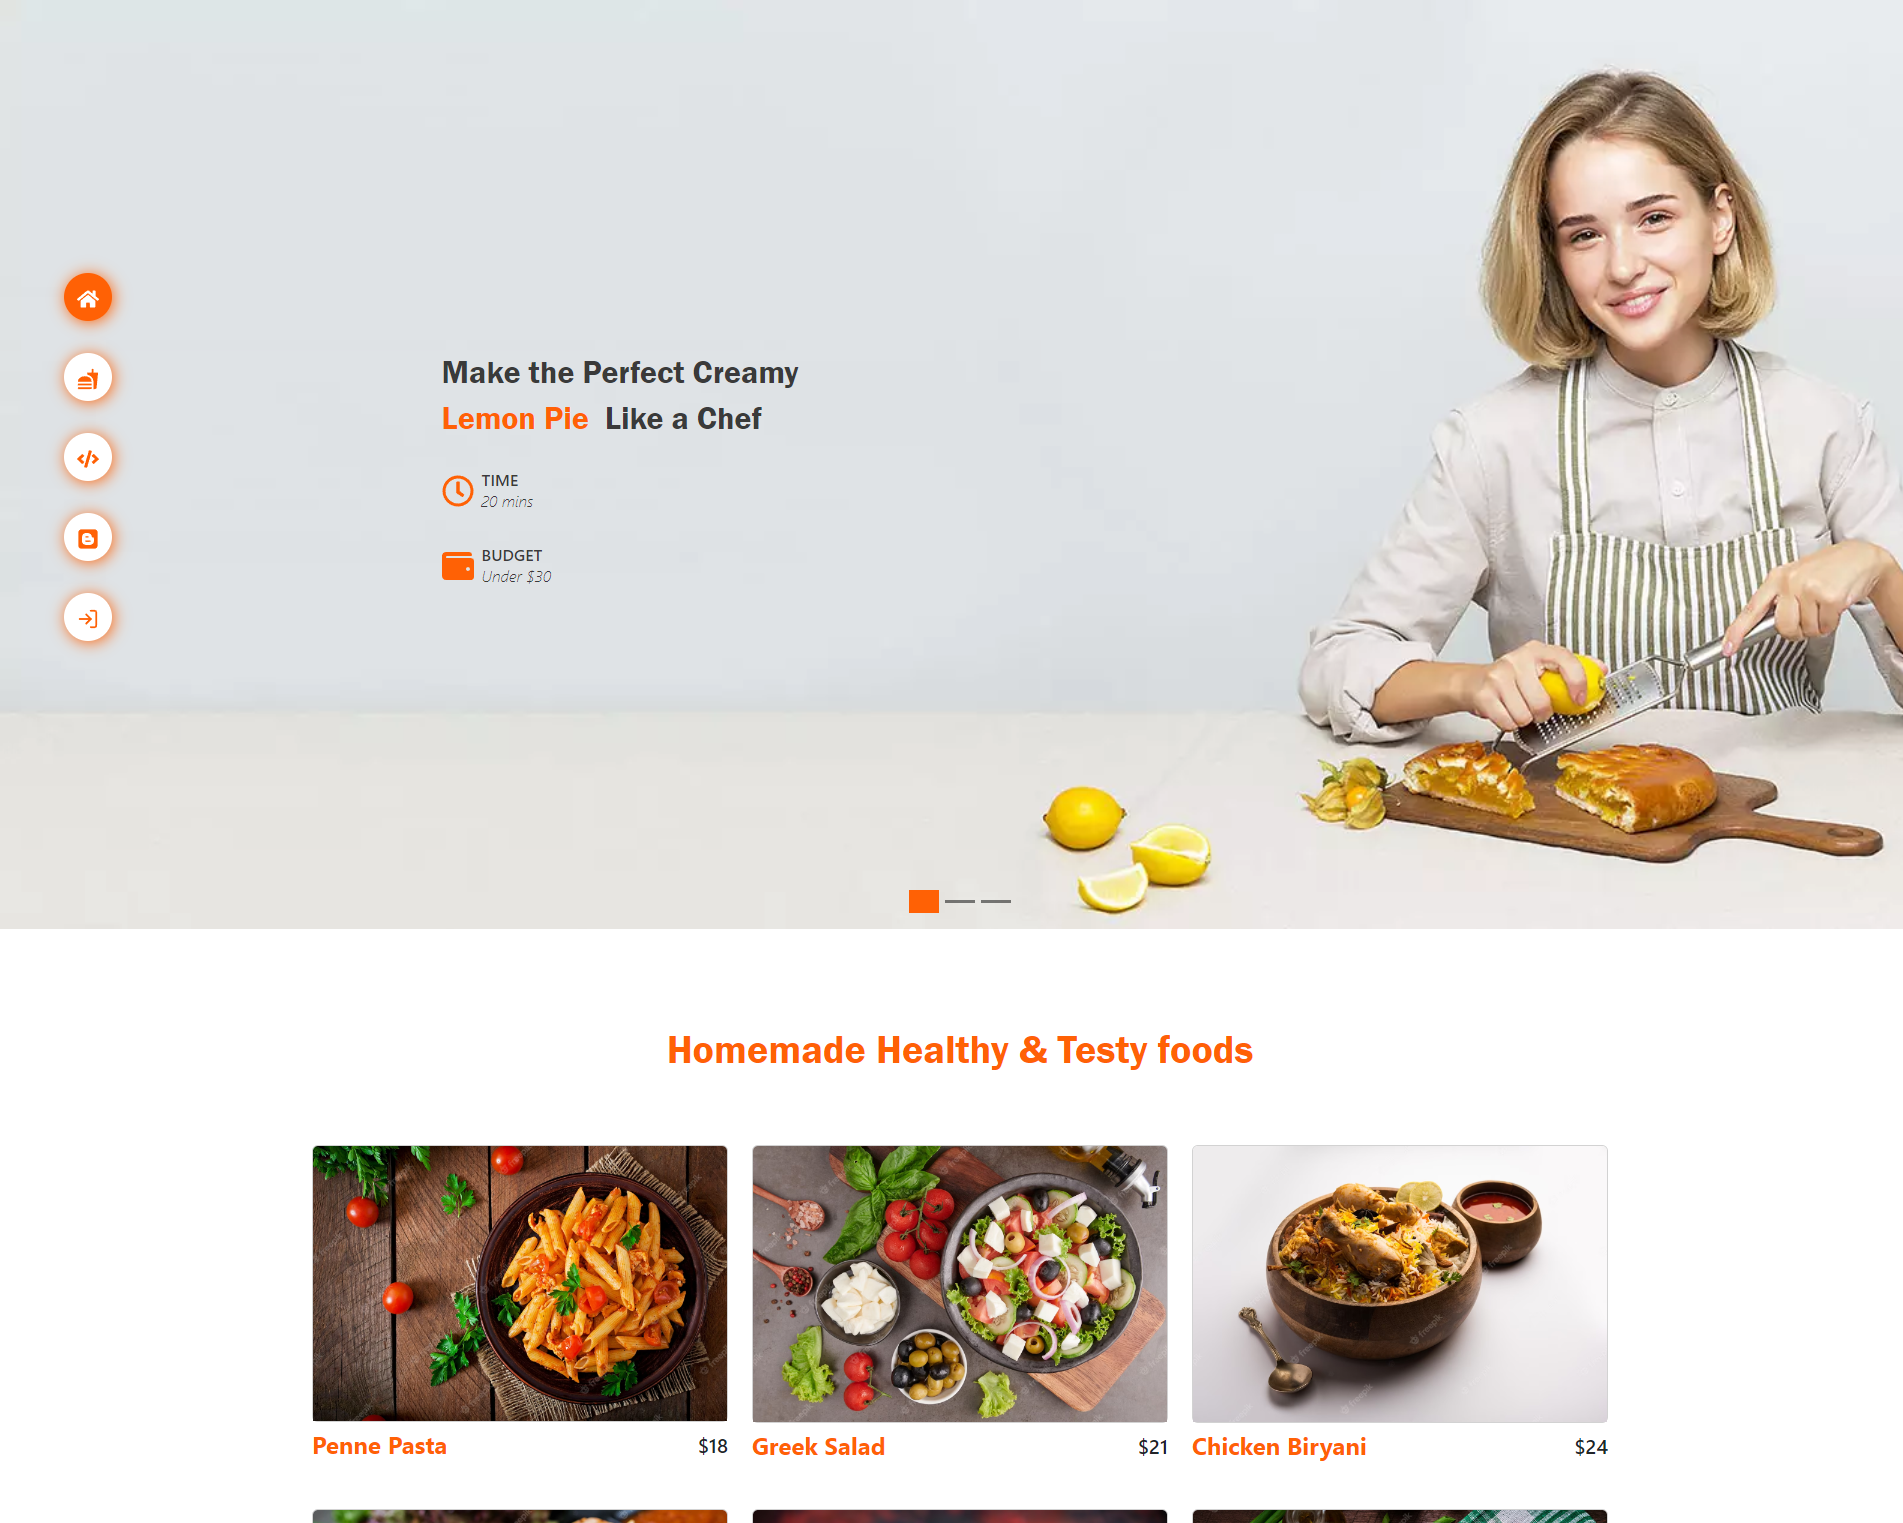 Make the Perfect Creamy
Lemon Pie Like a Chef
TIME
20 mins
BUDGET
Under $30
Homemade Healthy & Testy foods
Penne Pasta $18
Greek Salad $21
Chicken Biryani $24